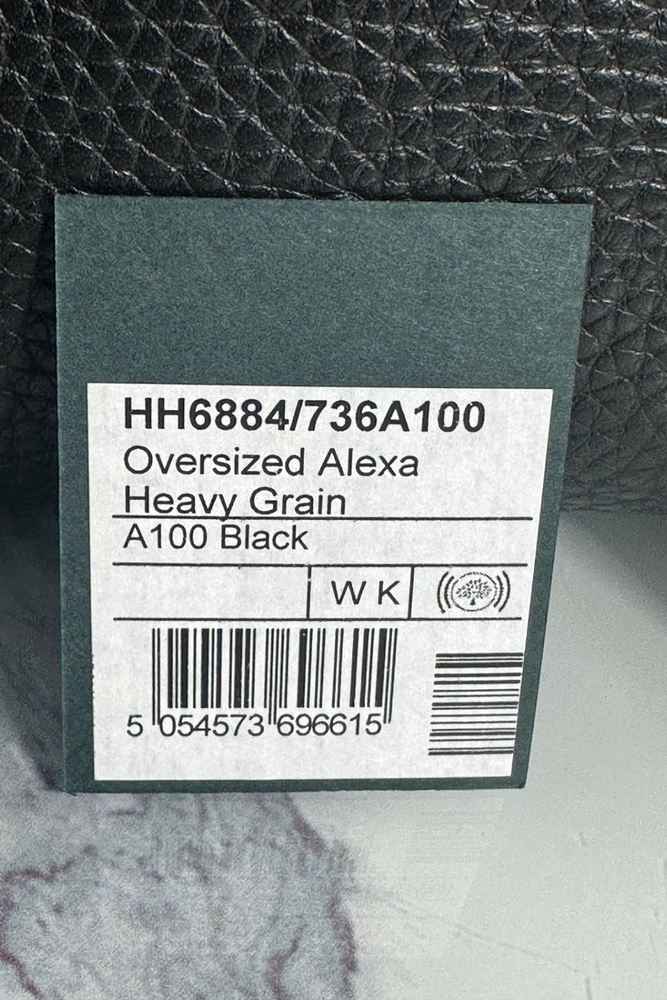 HH6884/736A100
Oversized Alexa
Heavy Grain
A100 Black
W K
5 054573 696615